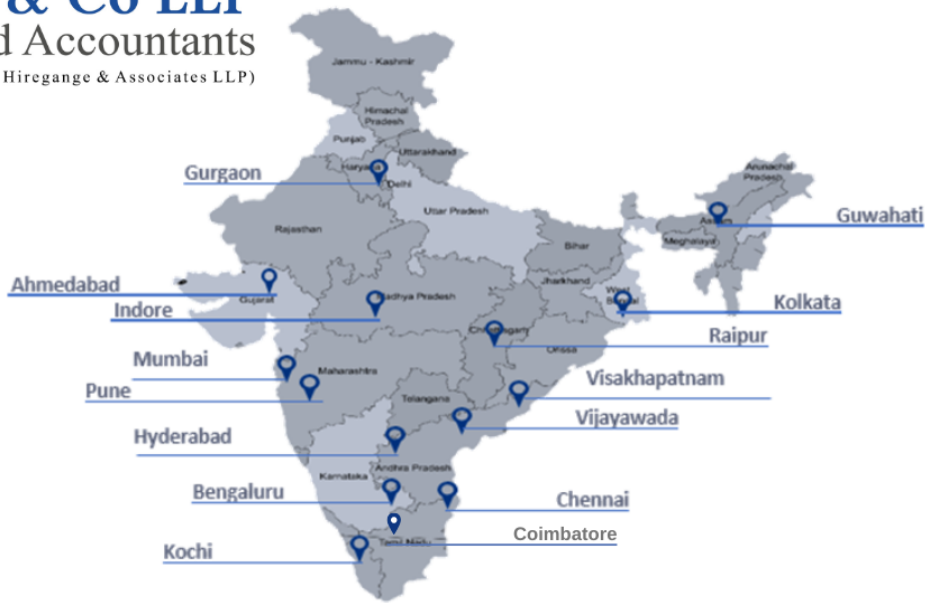 & Co LLP
d Accountants
Hiregange & Associates LLP)
Jammu - Kashmir
Himachal
Pradesh
Punjab
Uttarakhand
Haryana
Gurgaon
Delhi
Arunachal
Pradesh
Uttar Pradesh
Assam
Guwahati
Rajasthan
Bihar
Meghalaya
Ahmedabad
Gujarat
Jharkhand
West
Bengal
Kolkata
Indore
Madhya Pradesh
Chhattisgarh
Raipur
Orissa
Mumbai
Maharashtra
Visakhapatnam
Pune
Telangana
Vijayawada
Hyderabad
Andhra Pradesh
Karnataka
Bengaluru
Chennai
Coimbatore
Tamil Nadu
Kochi